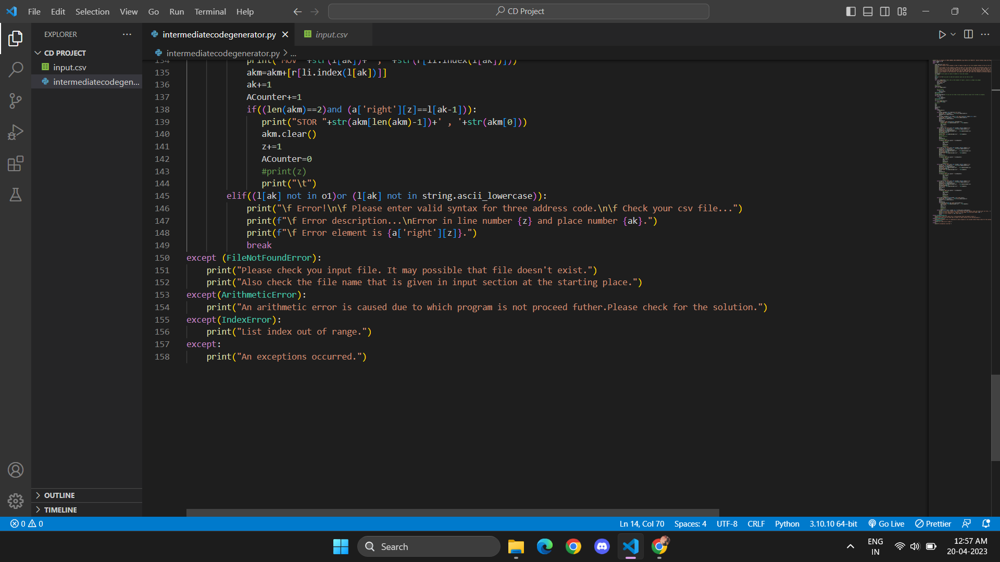 File Edit Selection View Go Run Terminal Help
CD Project
EXPLORER
CD PROJECT
input.csv
intermediatecodegen...
OUTLINE
TIMELINE
intermediatecodegenerator.py
input.csv
intermediatecodegenerator.py > ...
134 print("MOV "+str(l[ak])+' , '+str(r[li.index(l[ak])]))
135 akm=akm+[r[li.index(l[ak])]]
136 ak+=1
137 ACounter+=1
138 if((len(akm)==2)and (a['right'][z]==l[ak-1])):
139 print("STOR "+str(akm[len(akm)-1])+' , '+str(akm[0]))
140 akm.clear()
141 z+=1
142 ACounter=0
143 #print(z)
144 print("\t")
145 elif((l[ak] not in o1)or (l[ak] not in string.ascii_lowercase)):
146 print("\f Error!\n\f Please enter valid syntax for three address code.\n\f Check your csv file...")
147 print(f"\f Error description...\nError in line number {z} and place number {ak}.")
148 print(f"\f Error element is {a['right'][z]}.")
149 break
150 except (FileNotFoundError):
151 print("Please check you input file. It may possible that file doesn't exist.")
152 print("Also check the file name that is given in input section at the starting place.")
153 except(ArithmeticError):
154 print("An arithmetic error is caused due to which program is not proceed futher.Please check for the solution.")
155 except(IndexError):
156 print("List index out of range.")
157 except:
158 print("An exceptions occurred.")
0 0
Ln 14, Col 70 Spaces: 4 UTF-8 CRLF Python 3.10.10 64-bit Go Live Prettier
Search
ENG
IN
12:57 AM
20-04-2023